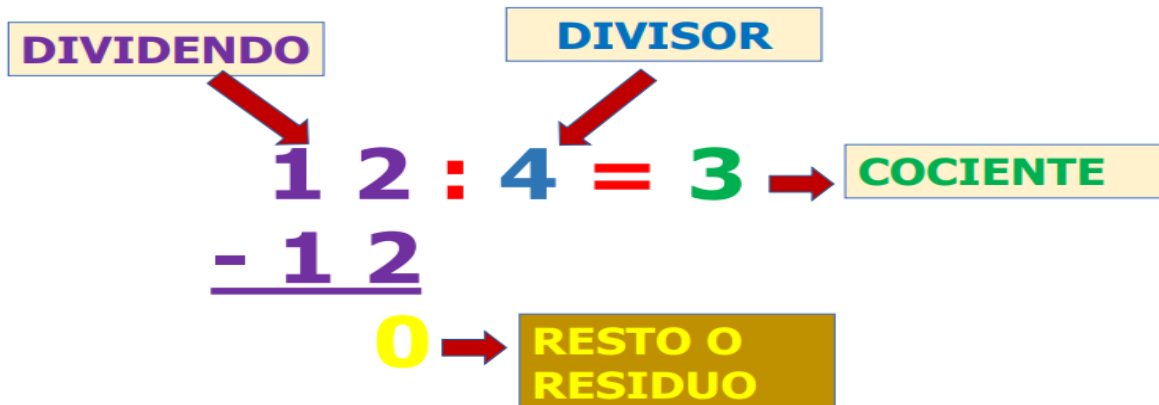 DIVIDENDO
DIVISOR
1 2 : 4 = 3
COCIENTE
- 1 2
0
RESTO O
RESIDUO